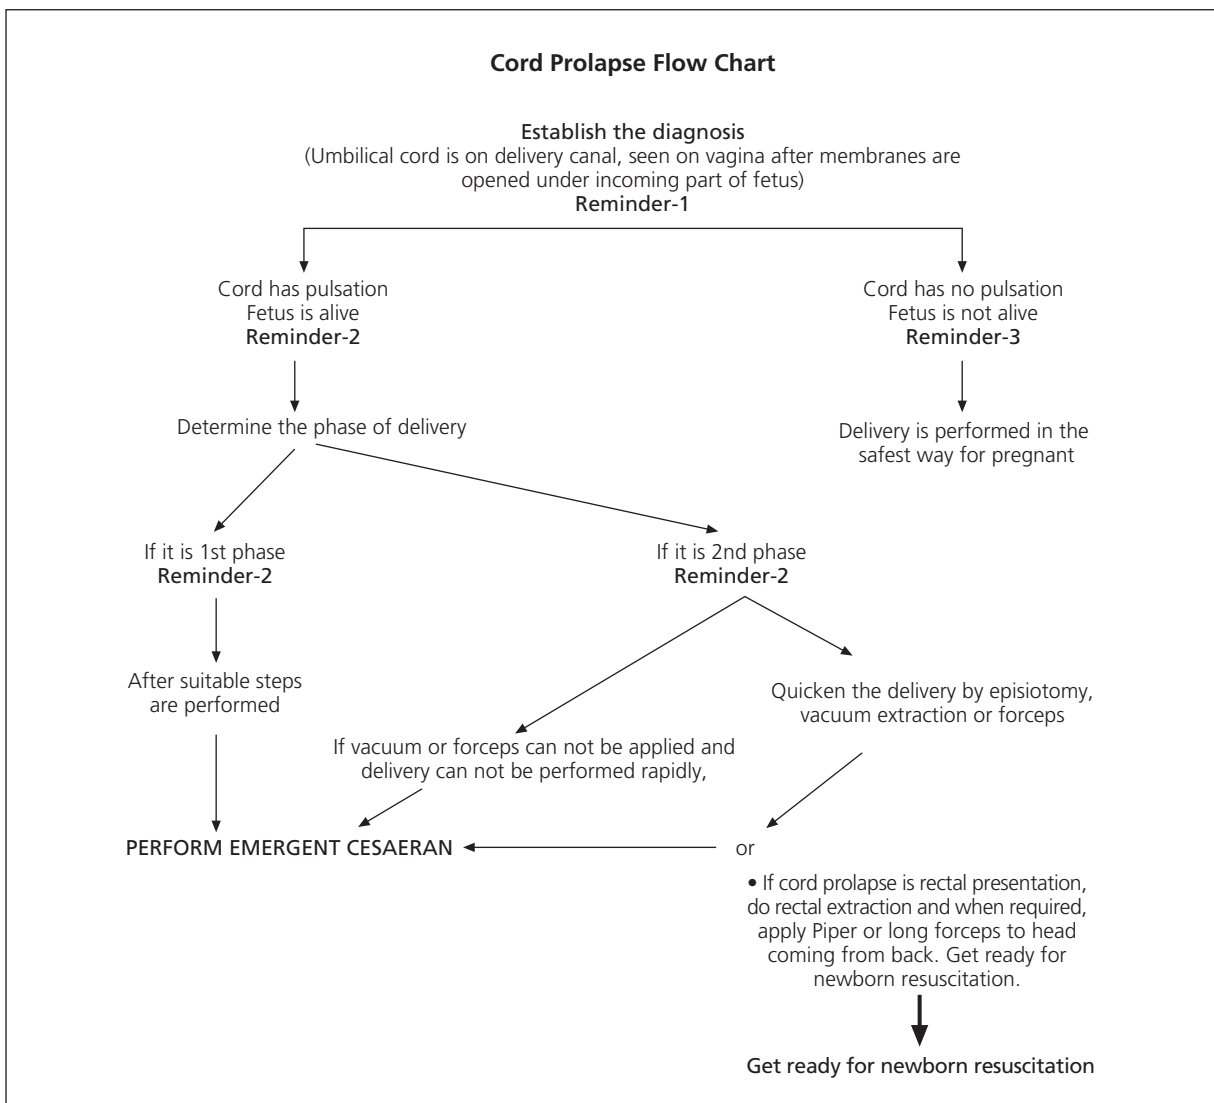 Cord Prolapse Flow Chart
Establish the diagnosis
(Umbilical cord is on delivery canal, seen on vagina after membranes are
opened under incoming part of fetus)
Reminder-1
Cord has pulsation
Fetus is alive
Reminder-2
Cord has no pulsation
Fetus is not alive
Reminder-3
Determine the phase of delivery
Delivery is performed in the
safest way for pregnant
If it is 1st phase
Reminder-2
If it is 2nd phase
Reminder-2
After suitable steps
are performed
Quicken the delivery by episiotomy,
vacuum extraction or forceps
If vacuum or forceps can not be applied and
delivery can not be performed rapidly,
PERFORM EMERGENT CESAERAN
or
• If cord prolapse is rectal presentation,
do rectal extraction and when required,
apply Piper or long forceps to head
coming from back. Get ready for
newborn resuscitation.
Get ready for newborn resuscitation